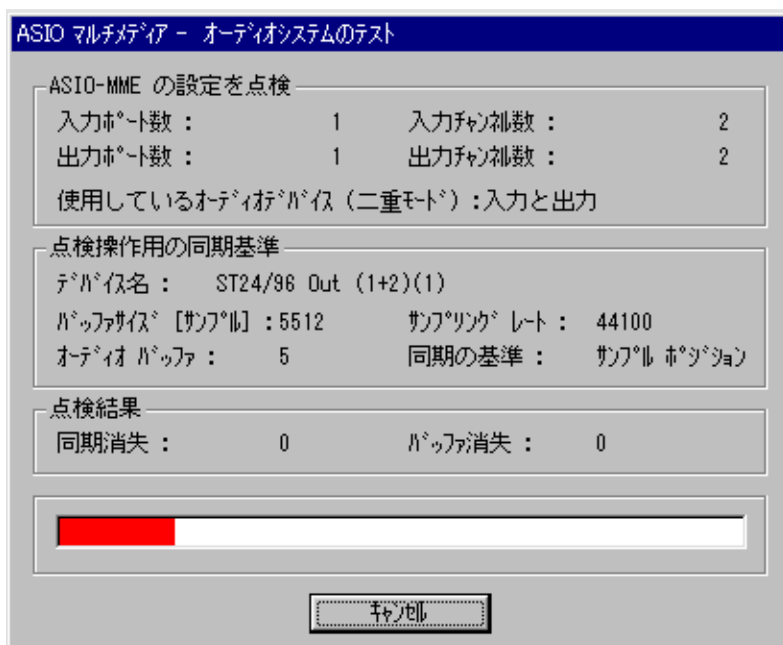 ASIO マルチメディア - オーディオシステムのテスト
ASIO-MME の設定を点検
入力ポート数: 1 入力チャンネル数: 2
出力ポート数: 1 出力チャンネル数: 2
使用しているオーディオデバイス(二重モード):入力と出力
点検操作用の同期基準
デバイス名: ST24/96 Out (1+2)(1)
バッファサイズ [サンプル]:5512 サンプリング レート: 44100
オーディオ バッファ: 5 同期の基準: サンプル ポジション
点検結果
同期消失: 0 バッファ消失: 0
キャンセル